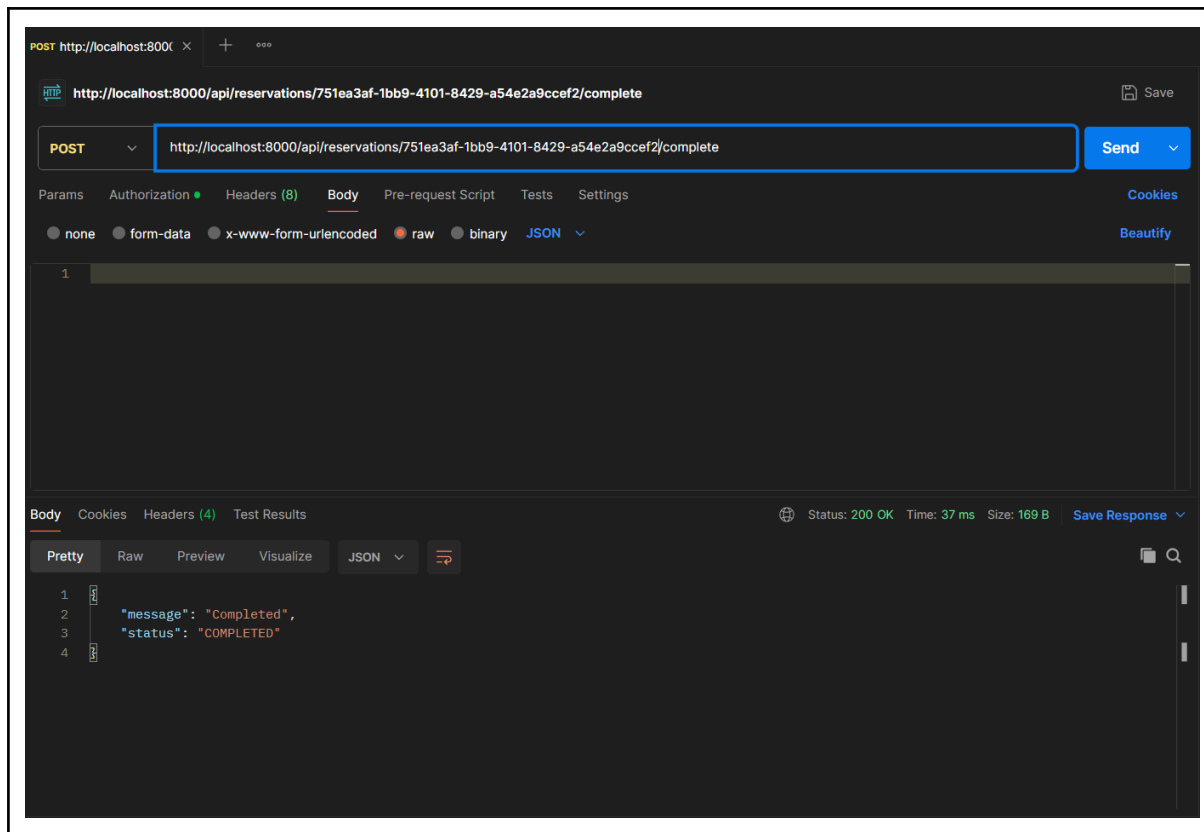 POST http://localhost:800(
http://localhost:8000/api/reservations/751ea3af-1bb9-4101-8429-a54e2a9ccef2/complete
Save
POST http://localhost:8000/api/reservations/751ea3af-1bb9-4101-8429-a54e2a9ccef2/complete Send
Params Authorization Headers (8) Body Pre-request Script Tests Settings Cookies
none form-data x-www-form-urlencoded raw binary JSON Beautify
1
Body Cookies Headers (4) Test Results Status: 200 OK Time: 37 ms Size: 169 B Save Response
Pretty Raw Preview Visualize JSON
1 {
2 "message": "Completed",
3 "status": "COMPLETED"
4 }